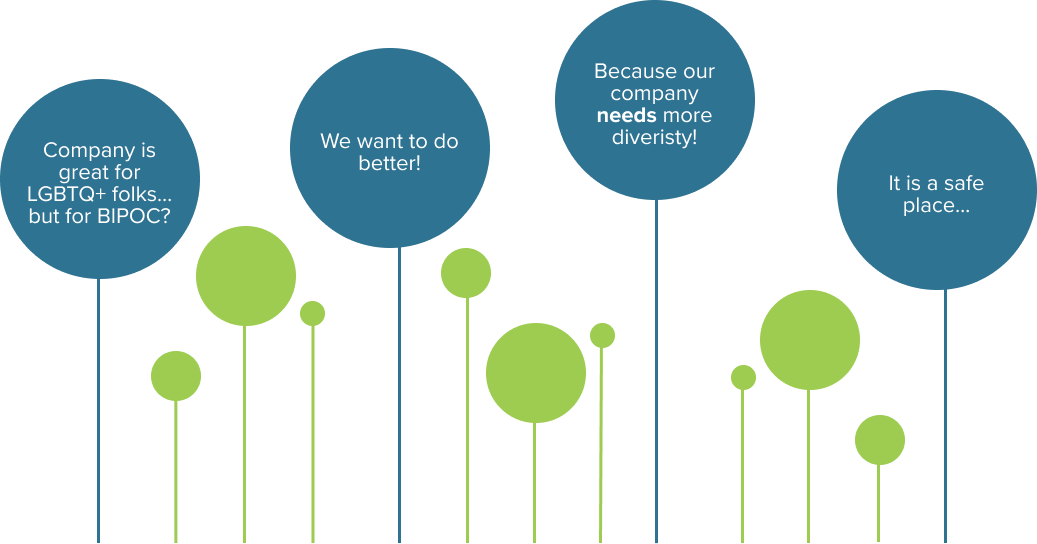 Company is
great for
LGBTQ+ folks...
but for BIPOC?
We want to do
better!
Because our
company
needs more
diveristy!
It is a safe
place...